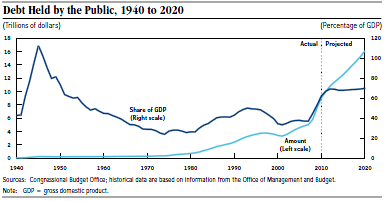 Debt Held by the Public, 1940 to 2020
(Trillions of dollars) (Percentage of GDP)
18 120
16 Actual Projected
14 100
12 80
10
8 60
Share of GDP
(Right scale)
6 40
4
Amount
(Left scale)
20
2
0 0
1940 1950 1960 1970 1980 1990 2000 2010 2020
Sources: Congressional Budget Office; historical data are based on information from the Office of Management and Budget.
Note: GDP = gross domestic product.